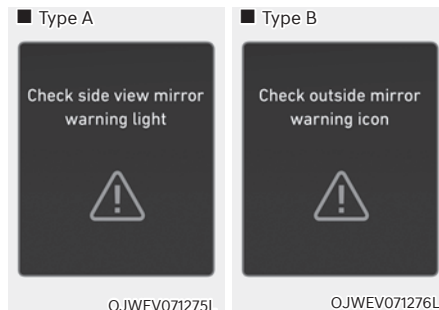 ■ Type A
Check side view mirror
warning light
OJWEV071275L
■ Type B
Check outside mirror
warning icon
OJWEV071276L